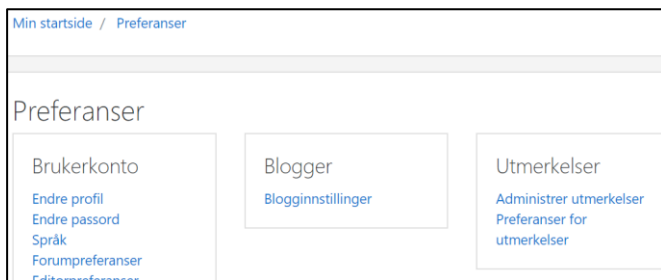 Min startside / Preferanser
Preferanser
Brukerkonto
Endre profil
Endre passord
Språk
Forumpreferanser
Editorpreferanser
Blogger
Blogginnstillinger
Utmerkelser
Administrer utmerkelser
Preferanser for
utmerkelser